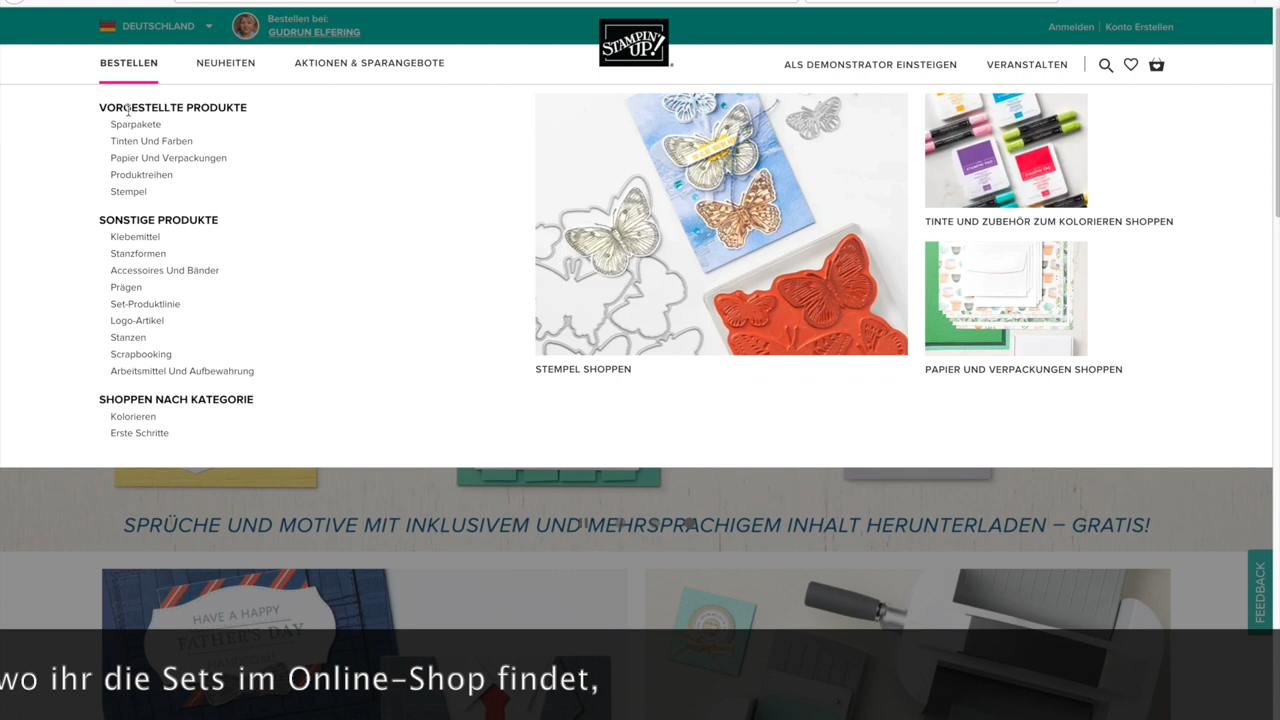 DEUTSCHLAND
Bestellen bei:
GUDRUN ELFERING
STAMPIN' UP!
Anmelden | Konto Erstellen
BESTELLEN
NEUHEITEN
AKTIONEN & SPARANGEBOTE
ALS DEMONSTRATOR EINSTEIGEN
VERANSTALTEN
VORGESTELLTE PRODUKTE
Sparpakete
Tinten Und Farben
Papier Und Verpackungen
Produktreihen
Stempel
SONSTIGE PRODUKTE
Klebemittel
Stanzformen
Accessoires Und Bänder
Prägen
Set-Produktlinie
Logo-Artikel
Stanzen
Scrapbooking
Arbeitsmittel Und Aufbewahrung
SHOPPEN NACH KATEGORIE
Kolorieren
Erste Schritte
STEMPEL SHOPPEN
TINTE UND ZUBEHÖR ZUM KOLORIEREN SHOPPEN
PAPIER UND VERPACKUNGEN SHOPPEN
SPRÜCHE UND MOTIVE MIT INKLUSIVEM UND MEHRSPRACHIGEM INHALT HERUNTERLADEN – GRATIS!
FEEDBACK
HAVE A HAPPY
FATHER'S DAY
wo ihr die Sets im Online-Shop findet,